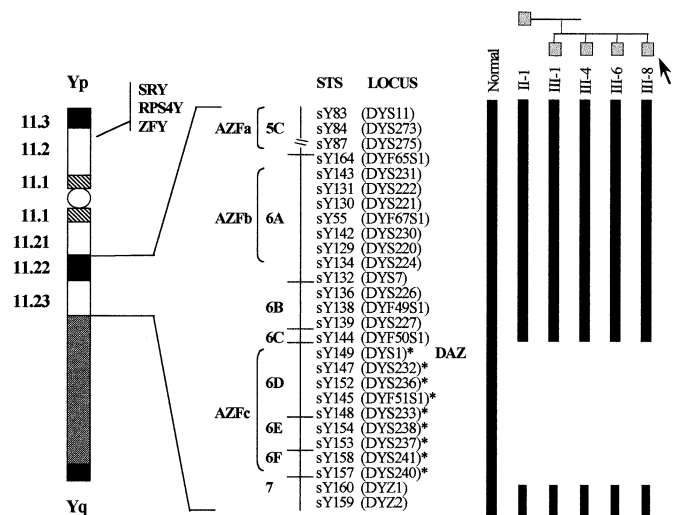 Yp
SRY
RPS4Y
ZFY
11.3
11.2
11.1
11.1
11.21
11.22
11.23
Yq
STS LOCUS
Normal
II-1
III-1
III-4
III-6
III-8
AZFa 5C
sY83 (DYS11)
sY84 (DYS273)
sY87 (DYS275)
sY164 (DYF65S1)
AZFb 6A
sY143 (DYS231)
sY131 (DYS222)
sY130 (DYS221)
sY55 (DYF67S1)
sY142 (DYS230)
sY129 (DYS220)
sY134 (DYS224)
sY132 (DYS7)
6B
sY136 (DYS226)
sY138 (DYF49S1)
sY139 (DYS227)
6C sY144 (DYF50S1)
AZFc
sY149 (DYS1)* DAZ
6D
sY147 (DYS232)*
sY152 (DYS236)*
sY145 (DYF51S1)*
sY148 (DYS233)*
6E sY154 (DYS238)*
sY153 (DYS237)*
6F sY158 (DYS241)*
sY157 (DYS240)*
7 sY160 (DYZ1)
sY159 (DYZ2)